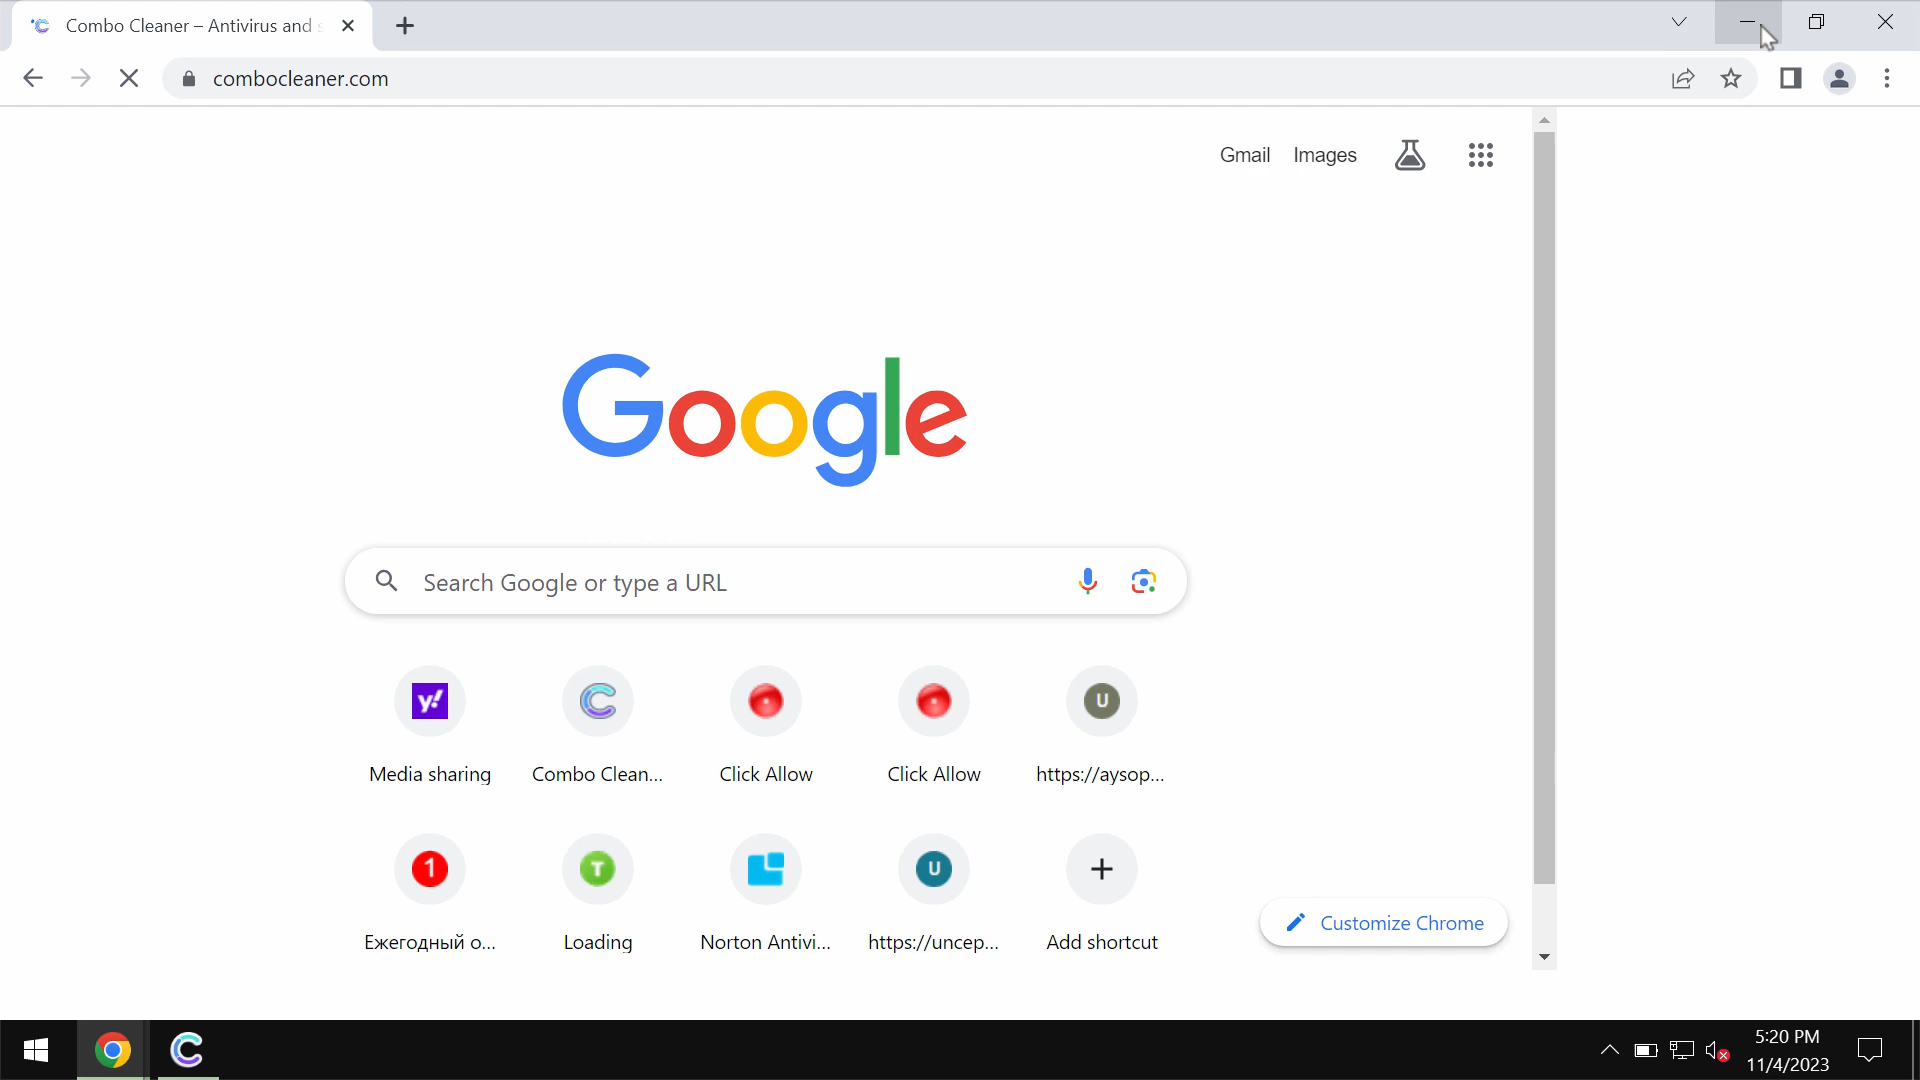 Combo Cleaner – Antivirus and s
combocleaner.com
Gmail Images
Google
Search Google or type a URL
y! U
Media sharing Combo Clean... Click Allow Click Allow https://aysop...
1 T U
Ежегодный о... Loading Norton Antivi... https://uncep... Add shortcut
Customize Chrome
5:20 PM
11/4/2023